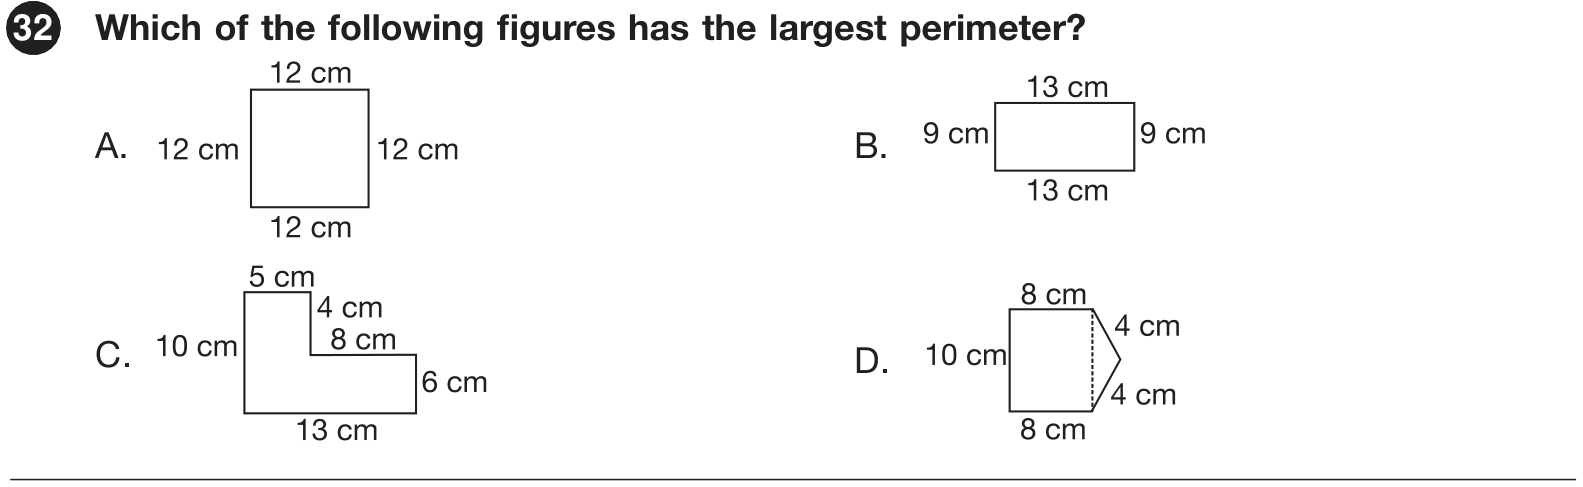 32 Which of the following figures has the largest perimeter?
12 cm
A. 12 cm 12 cm
12 cm
13 cm
B. 9 cm 9 cm
13 cm
5 cm
4 cm
8 cm
C. 10 cm
6 cm
13 cm
8 cm
4 cm
D. 10 cm
4 cm
8 cm